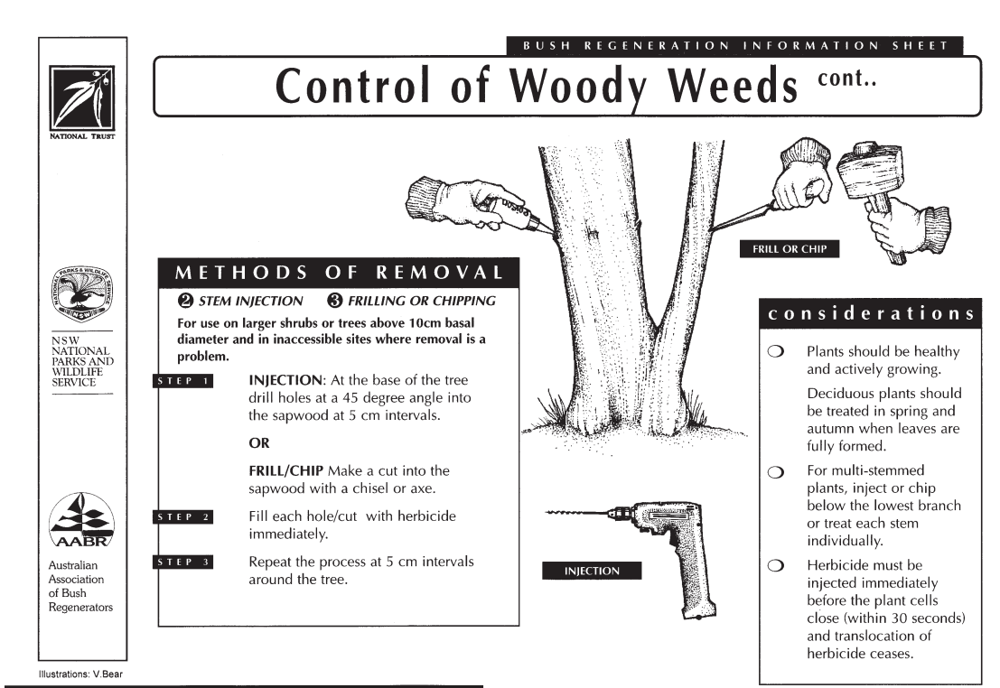 BUSH REGENERATION INFORMATION SHEET
Control of Woody Weeds cont..
NATIONAL TRUST
NATIONAL PARKS & WILDLIFE SERVICE
NSW
NSW
NATIONAL
PARKS AND
WILDLIFE
SERVICE
AABR
Australian
Association
of Bush
Regenerators
Illustrations: V.Bear
Poison
FRILL OR CHIP
METHODS OF REMOVAL
2 STEM INJECTION 3 FRILLING OR CHIPPING
For use on larger shrubs or trees above 10cm basal
diameter and in inaccessible sites where removal is a
problem.
STEP 1
INJECTION: At the base of the tree
drill holes at a 45 degree angle into
the sapwood at 5 cm intervals.
OR
FRILL/CHIP Make a cut into the
sapwood with a chisel or axe.
STEP 2
Fill each hole/cut with herbicide
immediately.
STEP 3
Repeat the process at 5 cm intervals
around the tree.
INJECTION
considerations
❍ Plants should be healthy
and actively growing.
Deciduous plants should
be treated in spring and
autumn when leaves are
fully formed.
❍ For multi-stemmed
plants, inject or chip
below the lowest branch
or treat each stem
individually.
❍ Herbicide must be
injected immediately
before the plant cells
close (within 30 seconds)
and translocation of
herbicide ceases.